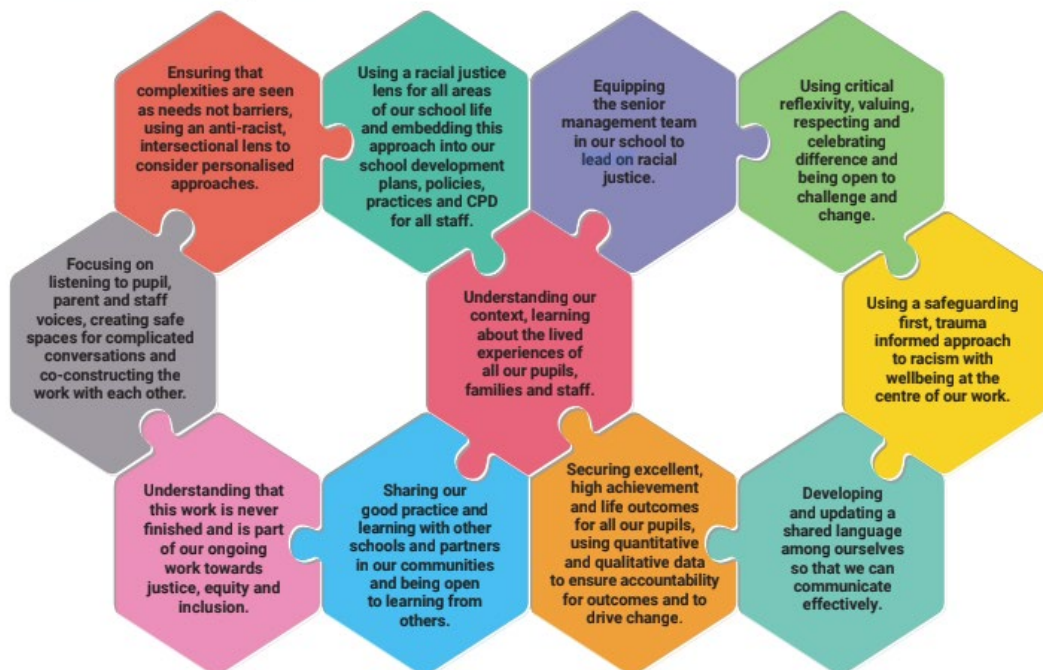 Ensuring that
complexities are seen
as needs not barriers,
using an anti-racist,
intersectional lens to
consider personalised
approaches.
Using a racial justice
lens for all areas
of our school life
and embedding this
approach into our
school development
plans, policies,
practices and CPD
for all staff.
Equipping
the senior
management team
in our school to
lead on racial
justice.
Using critical
reflexivity, valuing,
respecting and
celebrating
difference and
being open to
challenge and
change.
Focusing on
listening to pupil,
parent and staff
voices, creating safe
spaces for complicated
conversations and
co-constructing the
work with each other.
Understanding our
context, learning
about the lived
experiences of
all our pupils,
families and staff.
Using a safeguarding
first, trauma
informed approach
to racism with
wellbeing at the
centre of our work.
Understanding that
this work is never
finished and is part
of our ongoing
work towards
justice, equity and
inclusion.
Sharing our
good practice and
learning with other
schools and partners
in our communities
and being open
to learning from
others.
Securing excellent,
high achievement
and life outcomes
for all our pupils,
using quantitative
and qualitative data
to ensure accountability
for outcomes and to
drive change.
Developing
and updating a
shared language
among ourselves
so that we can
communicate
effectively.